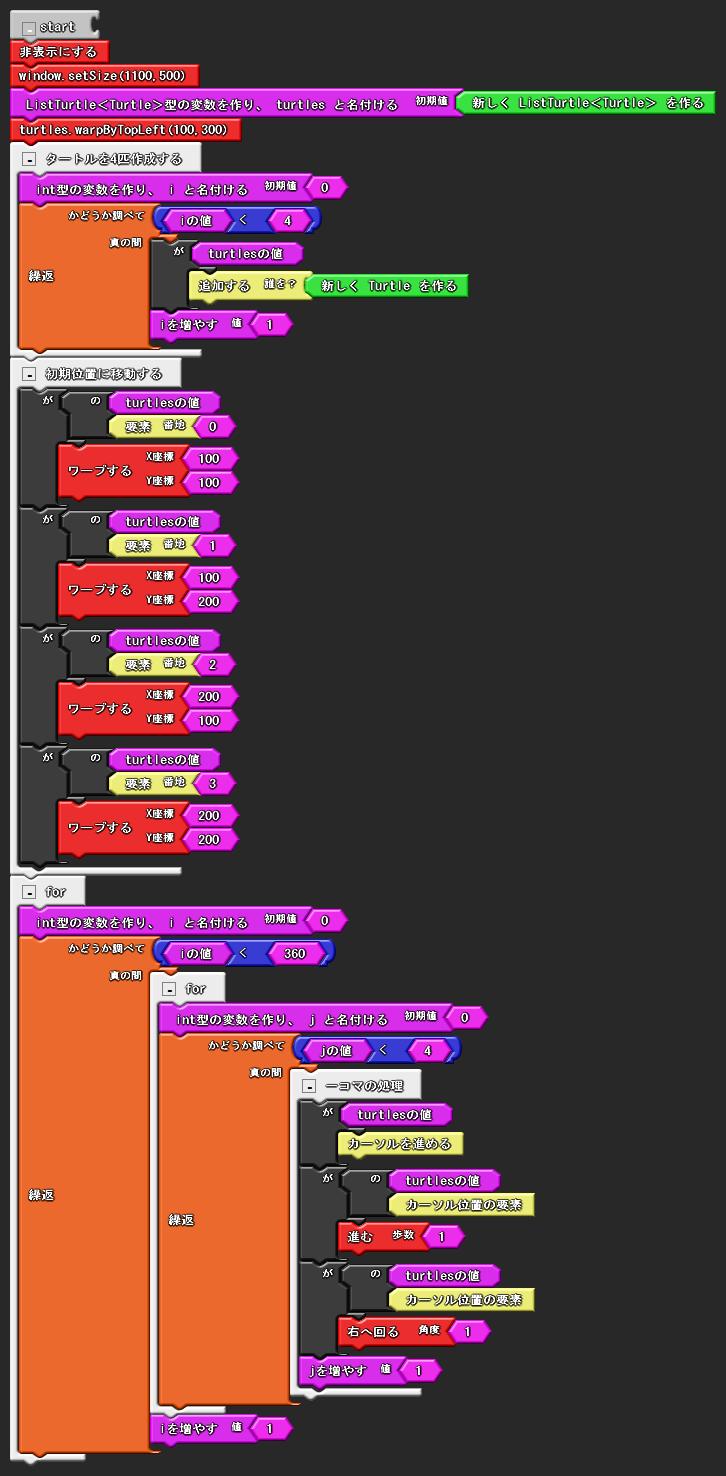 start
非表示にする
window.setSize(1100,500)
ListTurtle<Turtle>型の変数を作り、 turtles と名付ける 初期値 新しく ListTurtle<Turtle> を作る
turtles.warpByTopLeft(100,300)
- タートルを4匹作成する
int型の変数を作り、 i と名付ける 初期値 0
かどうか調べて iの値 < 4
真の間 が turtlesの値
繰返
追加する 誰を? 新しく Turtle を作る
iを増やす 値 1
- 初期位置に移動する
が の turtlesの値
要素 番地 0
ワープする X座標 100
Y座標 100
が の turtlesの値
要素 番地 1
ワープする X座標 100
Y座標 200
が の turtlesの値
要素 番地 2
ワープする X座標 200
Y座標 100
が の turtlesの値
要素 番地 3
ワープする X座標 200
Y座標 200
- for
int型の変数を作り、 i と名付ける 初期値 0
かどうか調べて iの値 < 360
真の間
- for
int型の変数を作り、 j と名付ける 初期値 0
かどうか調べて jの値 < 4
真の間
- 一コマの処理
が turtlesの値
カーソルを進める
が の turtlesの値
カーソル位置の要素
繰返
繰返
進む 歩数 1
が の turtlesの値
カーソル位置の要素
右へ回る 角度 1
jを増やす 値 1
iを増やす 値 1